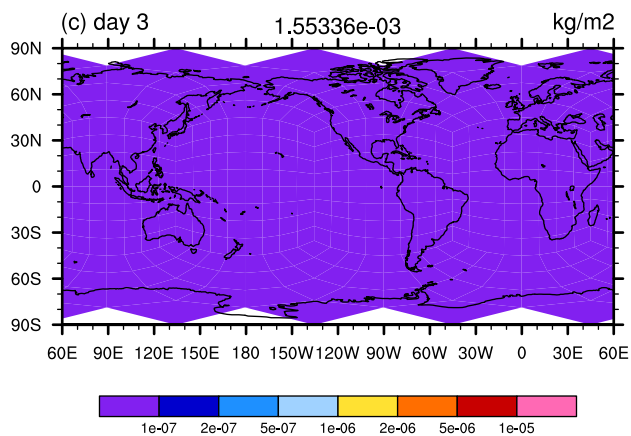 (c) day 3 1.55336e-03 kg/m2
90N
60N
30N
0
30S
60S
90S
60E 90E 120E 150E 180 150W 120W 90W 60W 30W 0 30E 60E
1e-07 2e-07 5e-07 1e-06 2e-06 5e-06 1e-05